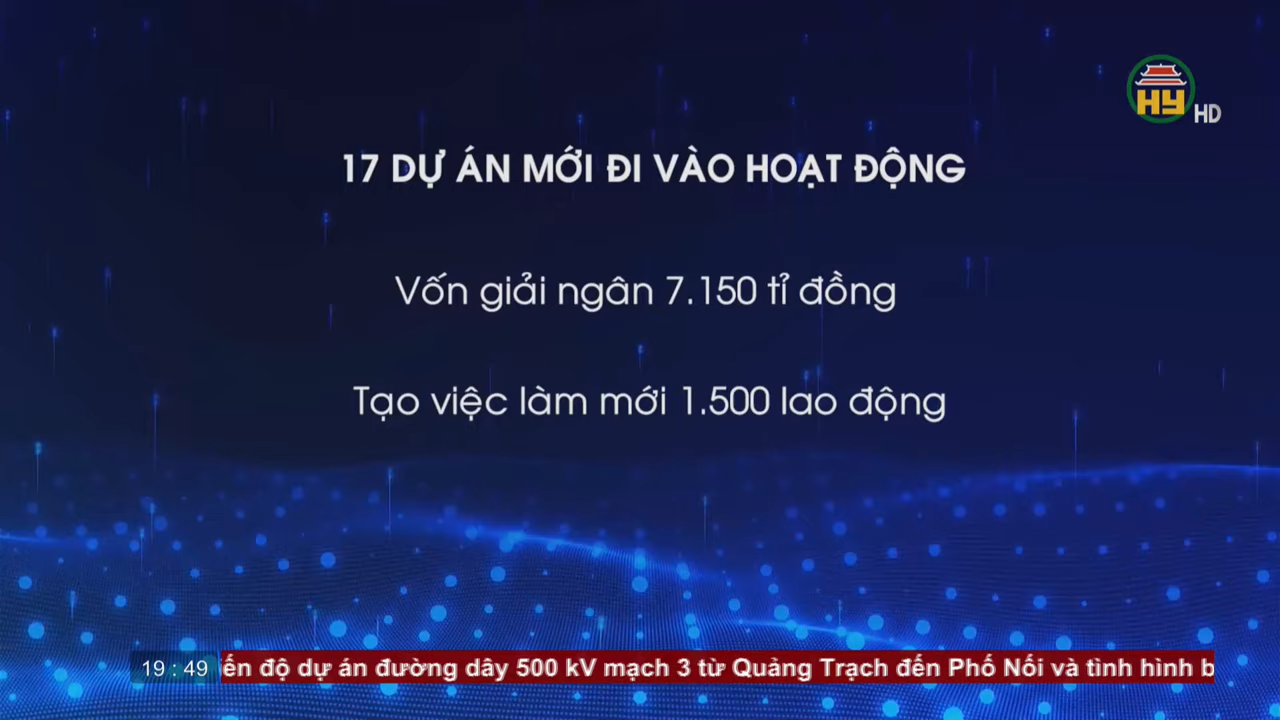 HY HD
17 DỰ ÁN MỚI ĐI VÀO HOẠT ĐỘNG
Vốn giải ngân 7.150 tỉ đồng
Tạo việc làm mới 1.500 lao động
19 : 49 ến độ dự án đường dây 500 kV mạch 3 từ Quảng Trạch đến Phố Nối và tình hình b